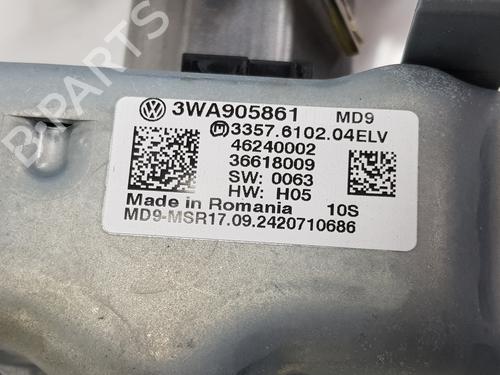 3WA905861 MD9
3357.6102.04ELV
46240002
36618009
SW: 0063
HW: H05
Made in Romania 10S
MD9-MSR17.09.2420710686
B-PARTS